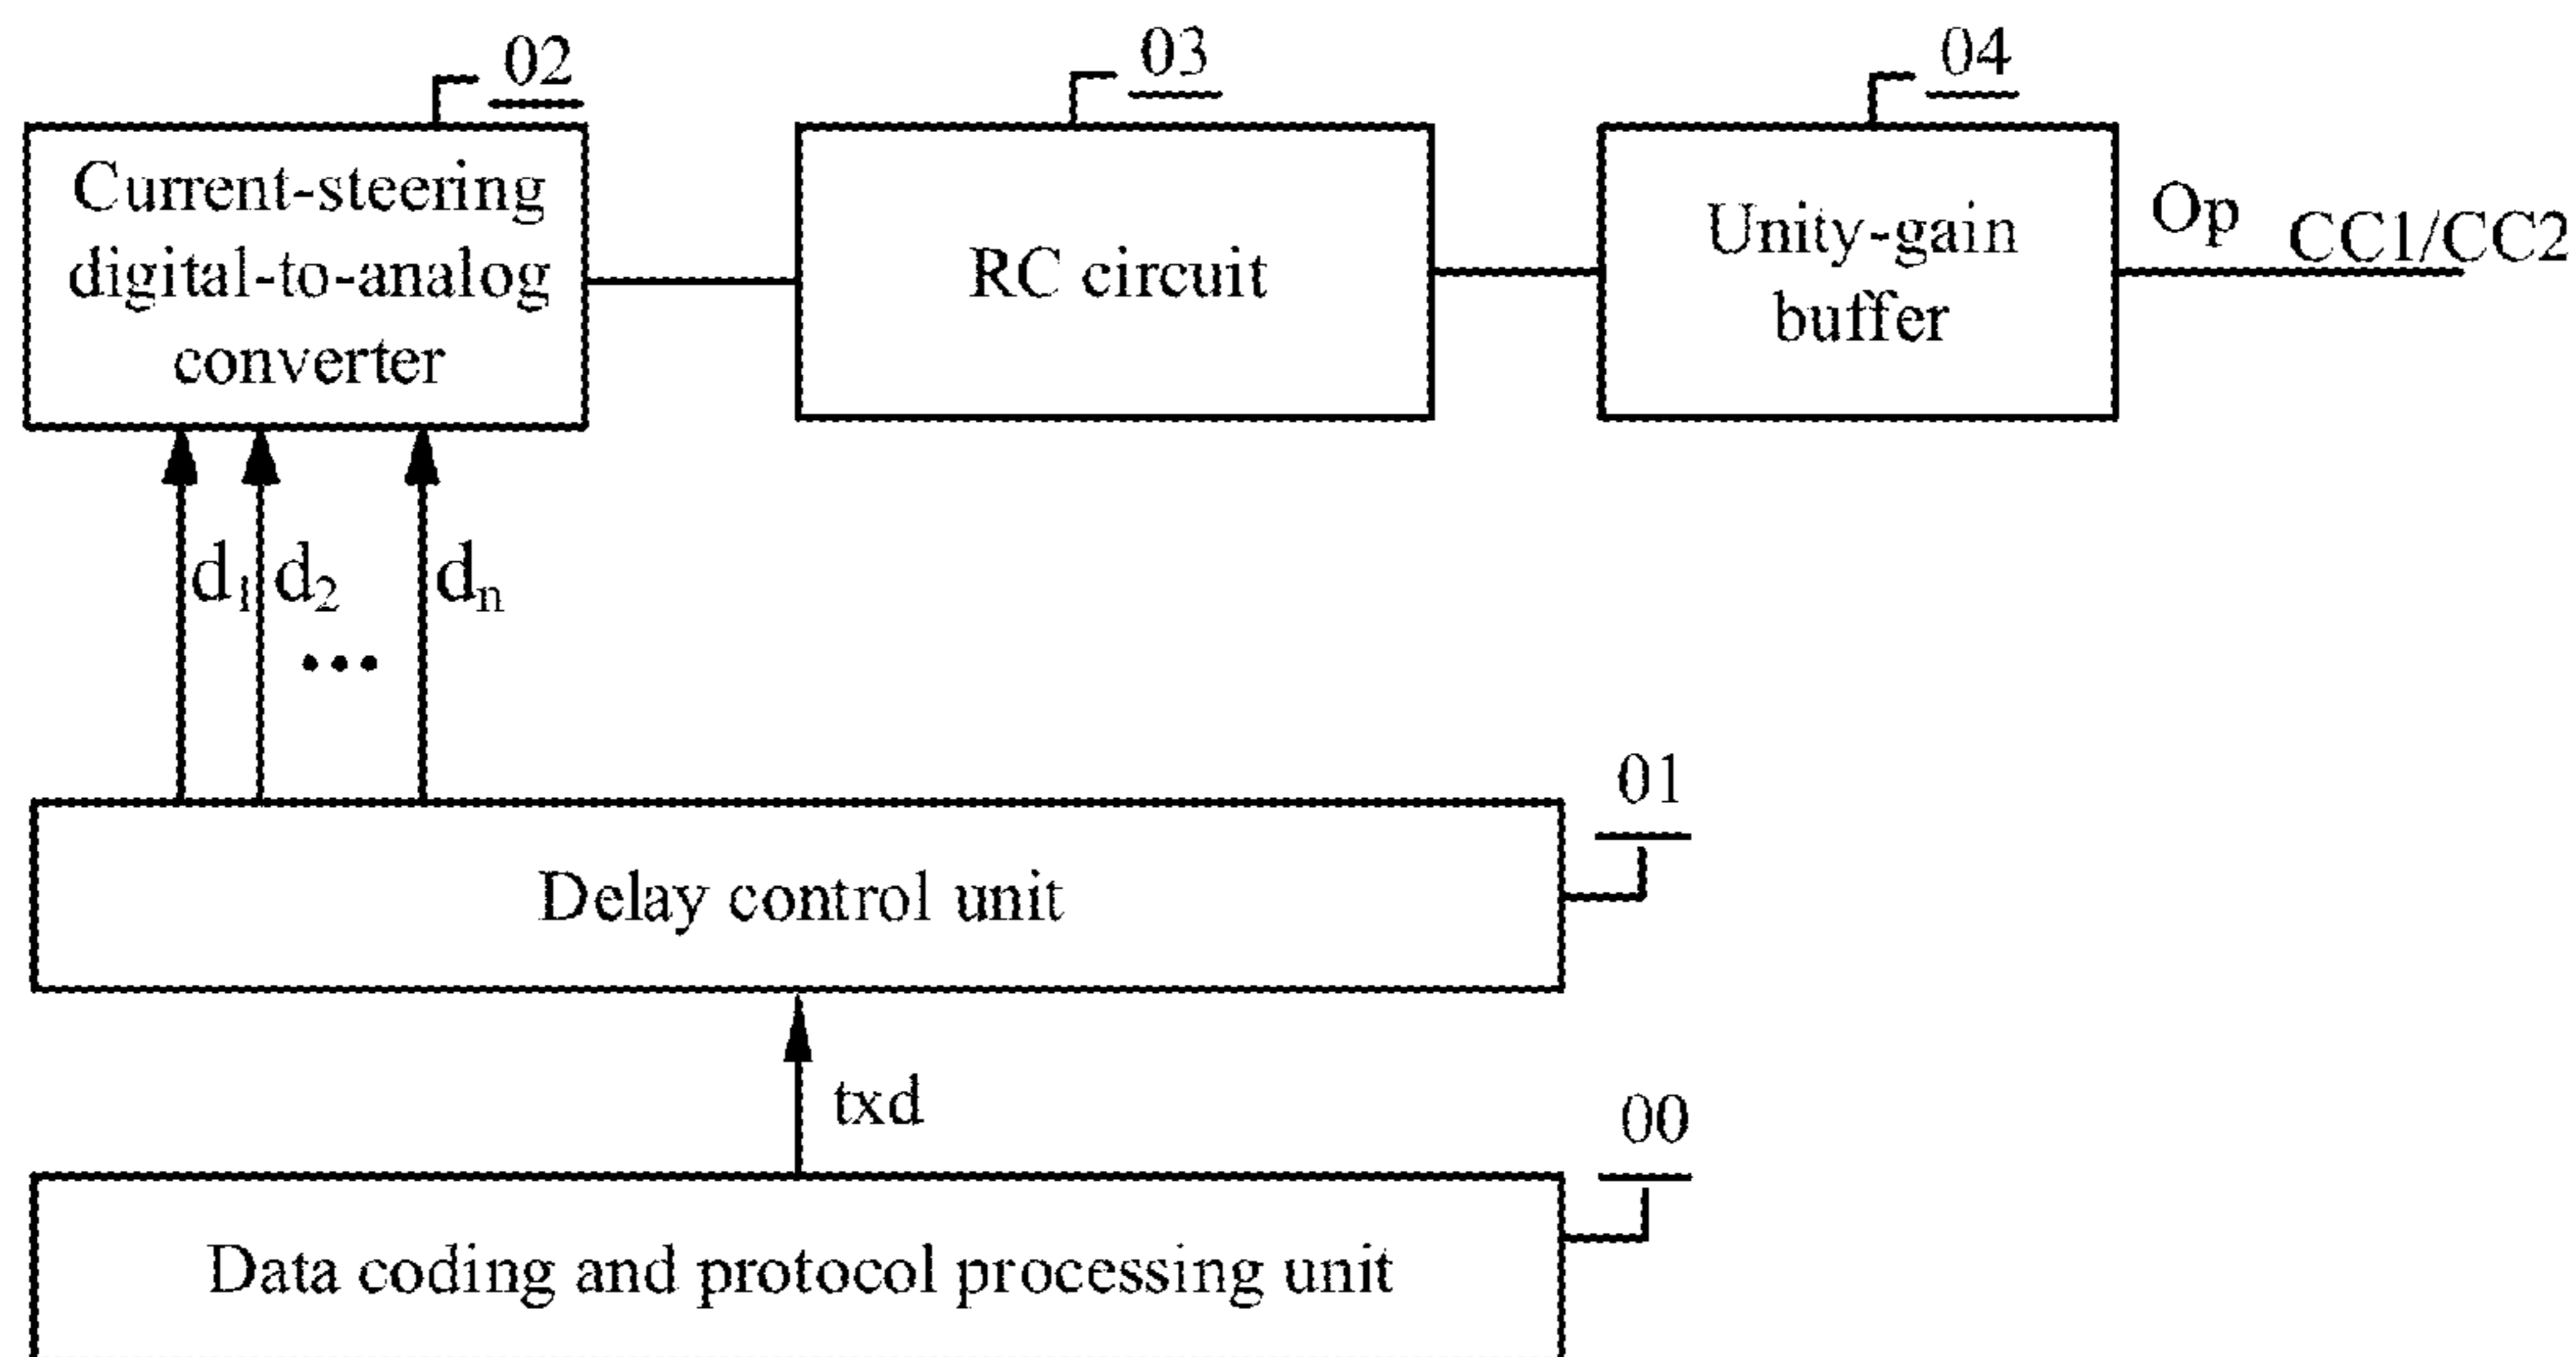 02
03
04
Current-steering
digital-to-analog
converter
RC circuit
Unity-gain
buffer
Op
CC1/CC2
d1 d2 dn
...
01
Delay control unit
txd
00
Data coding and protocol processing unit